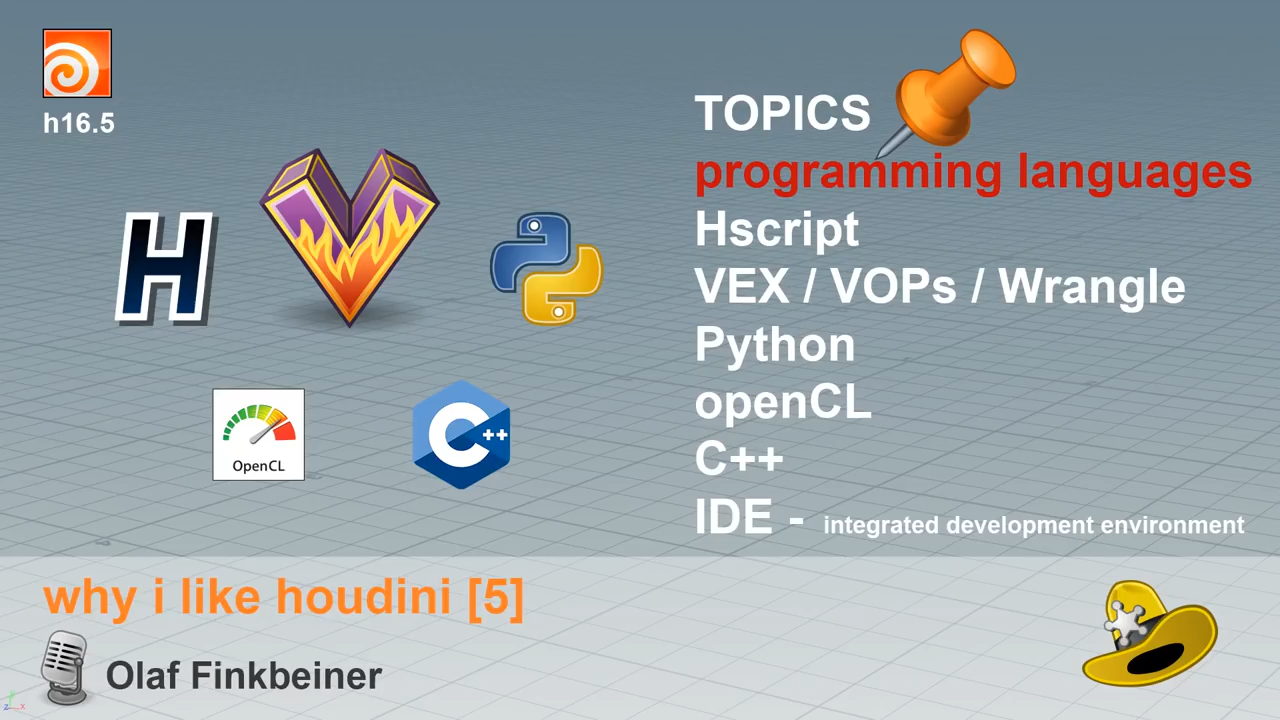 h16.5
H
OpenCL
C++
TOPICS
programming languages
Hscript
VEX / VOPs / Wrangle
Python
openCL
C++
IDE - integrated development environment
why i like houdini [5]
Olaf Finkbeiner
z y x